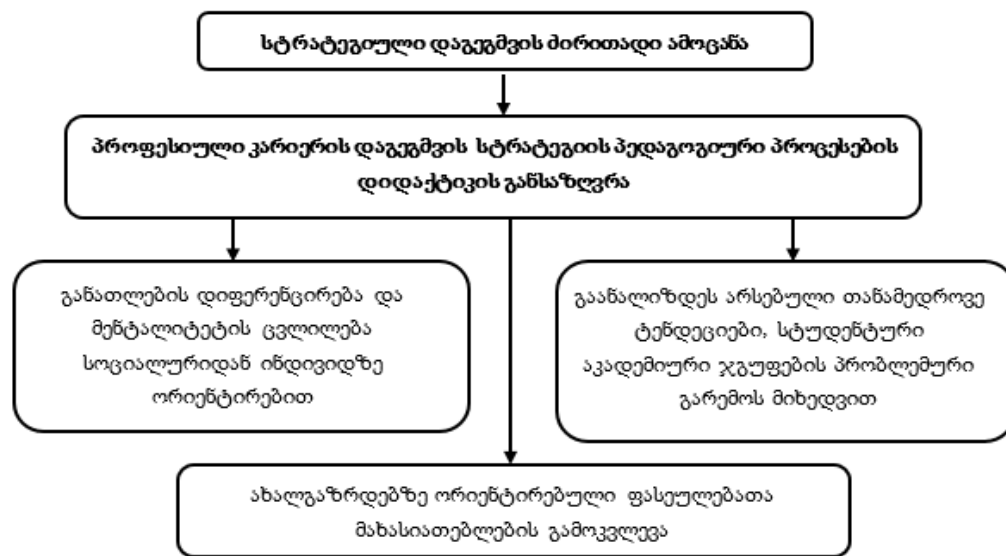 სტრატეგიული დაგეგმვის ძირითადი ამოცანა
პროფესიული კარიერის დაგეგმვის სტრატეგიის პედაგოგიური პროცესების
დიდაქტიკის განსაზღვრა
განათლების დიფერენცირება და
მენტალიტეტის ცვლილება
სოციალურიდან ინდივიდზე
ორიენტირებით
გაანალიზდეს არსებული თანამედროვე
ტენდეციები, სტუდენტური
აკადემიური ჯგუფების პრობლემური
გარემოს მიხედვით
ახალგაზრდებზე ორიენტირებული ფასეულებათა
მახასიათებლების გამოკვლევა